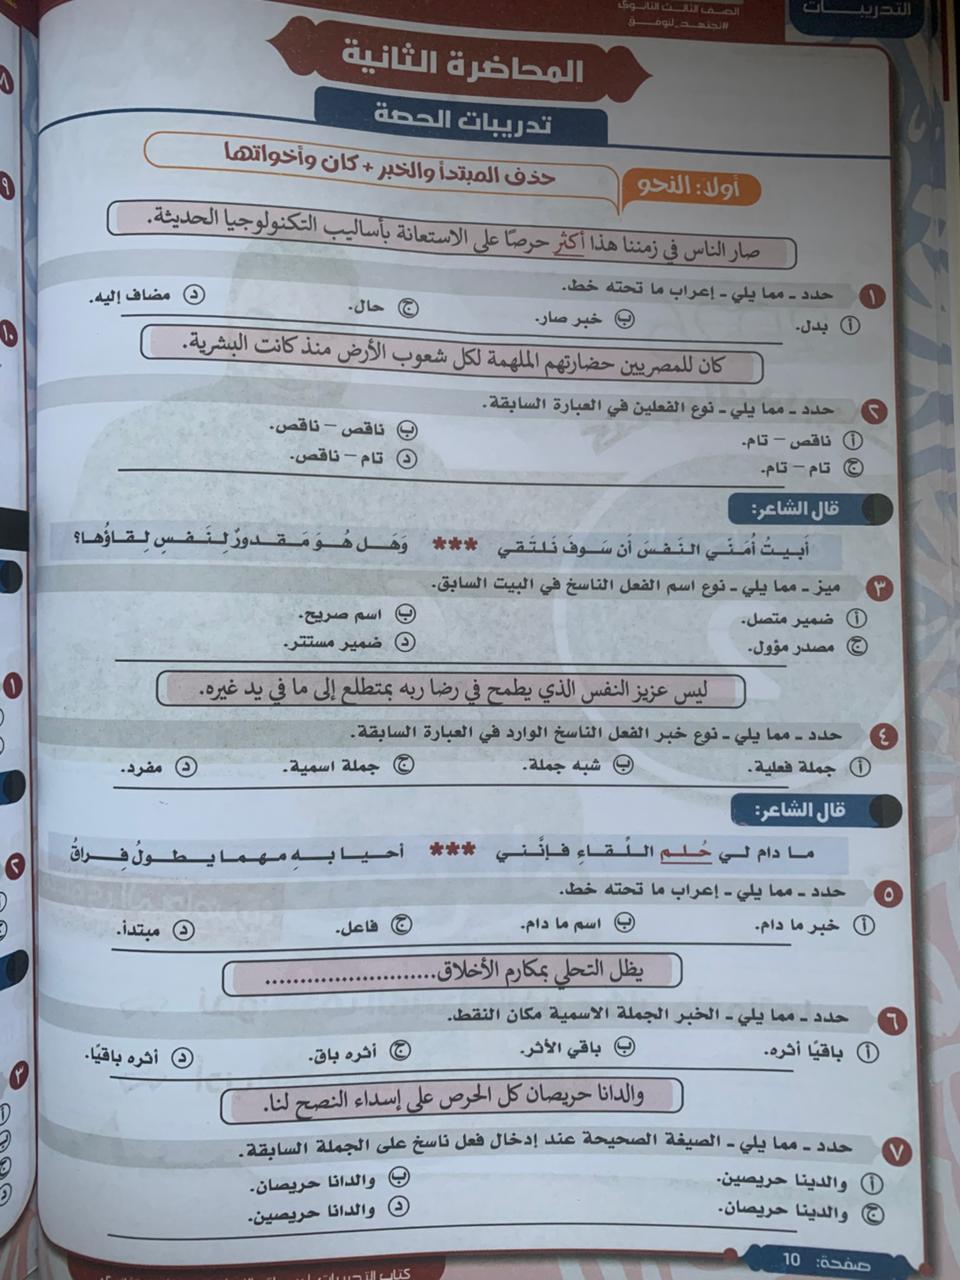 التدريبات
الصف الثالث الثانوي
#نجتهد_لنوفق
المحاضرة الثانية
تدريبات الحصة
أولًا: النحو
حذف المبتدأ والخبر + كان وأخواتها
صار الناس في زمننا هذا أكثر حرصًا على الاستعانة بأساليب التكنولوجيا الحديثة.
١ حدد ـ مما يلي ـ إعراب ما تحته خط.
أ بدل. ب خبر صار. ج حال. د مضاف إليه.
كان للمصريين حضارتهم الملهمة لكل شعوب الأرض منذ كانت البشرية.
٢ حدد ـ مما يلي ـ نوع الفعلين في العبارة السابقة.
أ ناقص – تام. ب ناقص – ناقص.
ج تام – تام. د تام – ناقص.
قال الشاعر:
أَبيتُ أُمَنّي النَفسَ أَن سَوفَ نَلتَقي *** وَهَل هُوَ مَقدورٌ لِنَفسِ لِقاؤُها؟
٣ ميز ـ مما يلي ـ نوع اسم الفعل الناسخ في البيت السابق.
أ ضمير متصل. ب اسم صريح.
ج مصدر مؤول. د ضمير مستتر.
ليس عزيز النفس الذي يطمح في رضا ربه بمتطلع إلى ما في يد غيره.
٤ حدد ـ مما يلي ـ نوع خبر الفعل الناسخ الوارد في العبارة السابقة.
أ جملة فعلية. ب شبه جملة. ج جملة اسمية. د مفرد.
قال الشاعر:
ما دام لي حُلم اللّقاءِ فإنَّني *** أحيا بهِ مهما يطولُ فِراقُ
٥ حدد ـ مما يلي ـ إعراب ما تحته خط.
أ خبر ما دام. ب اسم ما دام. ج فاعل. د مبتدأ.
يظل التحلي بمكارم الأخلاق........................
٦ حدد ـ مما يلي ـ الخبر الجملة الاسمية مكان النقط.
أ باقيًا أثره. ب باقي الأثر. ج أثره باق. د أثره باقيًا.
والدانا حريصان كل الحرص على إسداء النصح لنا.
٧ حدد ـ مما يلي ـ الصيغة الصحيحة عند إدخال فعل ناسخ على الجملة السابقة.
أ والدينا حريصين. ب والدانا حريصان.
ج والدينا حريصان. د والدانا حريصين.
صفحة: 10
كتاب التدريبات